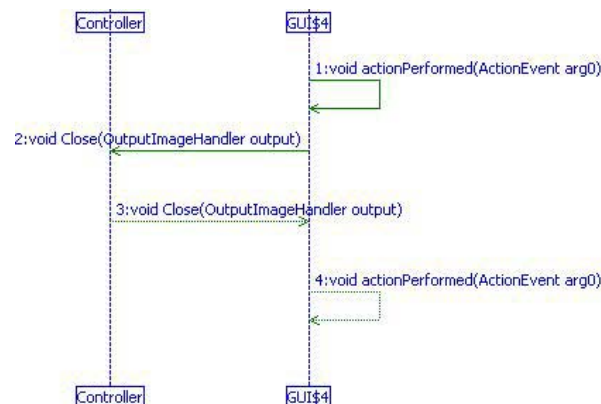 Controller
GUI$4
1:void actionPerformed(ActionEvent arg0)
2:void Close(OutputImageHandler output)
3:void Close(OutputImageHandler output)
4:void actionPerformed(ActionEvent arg0)
Controller
GUI$4